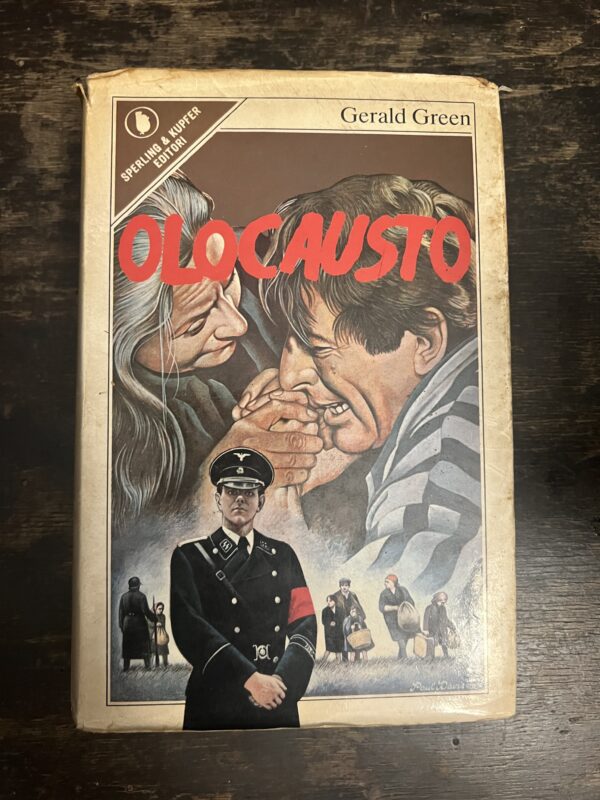 SPERLING & KUPFER
EDITORI
Gerald Green
OLOCAUSTO